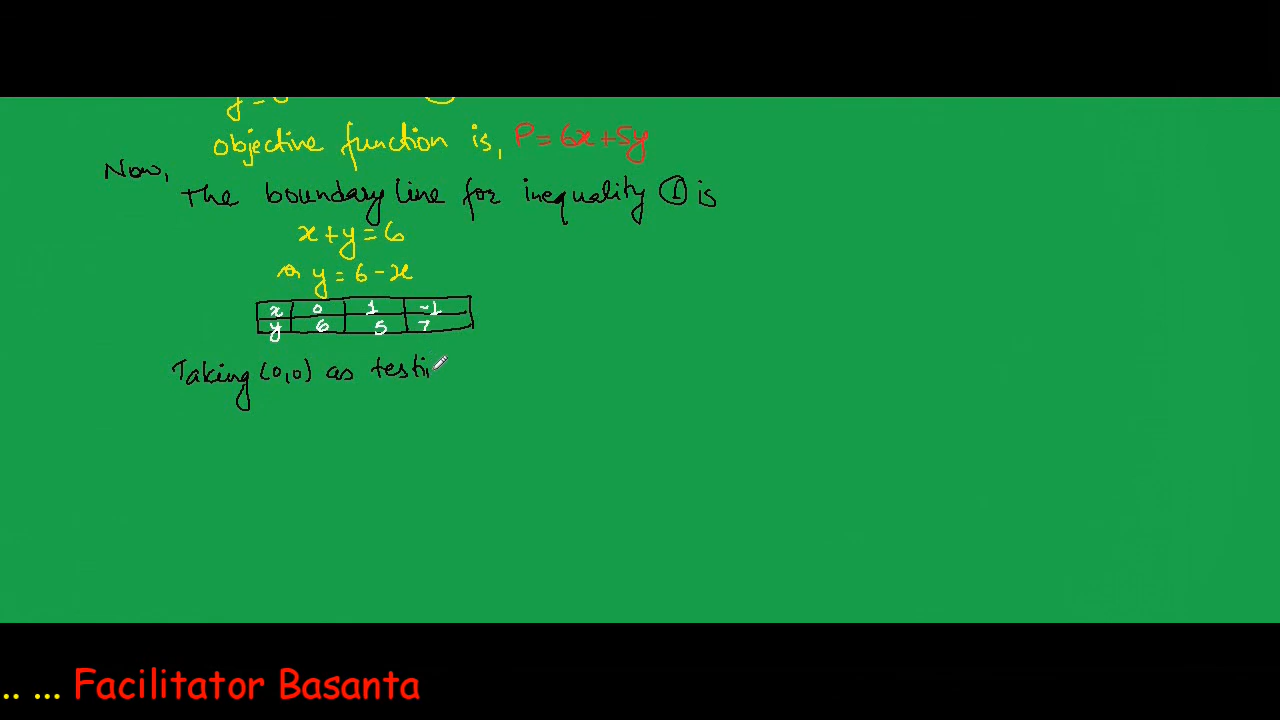 objective function is, P = 6x + 5y
Now,
The boundary line for inequality ① is
x + y = 6
or y = 6 - x
x 0 1 -1
y 6 5 7
Taking (0,0) as testi
.. ... Facilitator Basanta